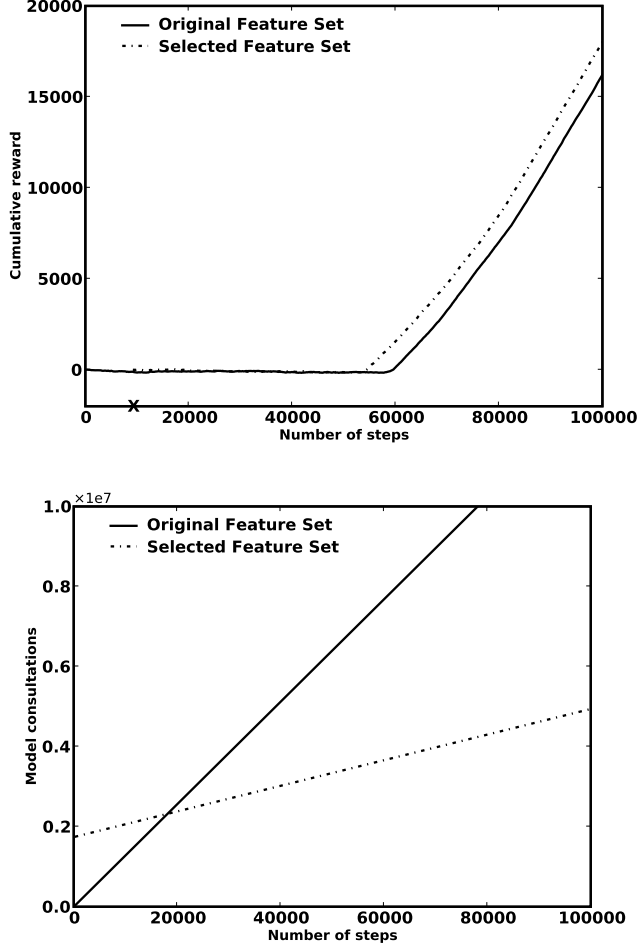 20000
Original Feature Set
Selected Feature Set
15000
10000
5000
0
Cumulative reward
0 x 20000 40000 60000 80000 100000
Number of steps
×1e7
1.0
Original Feature Set
Selected Feature Set
0.8
0.6
0.4
0.2
0.0
Model consultations
0 20000 40000 60000 80000 100000
Number of steps